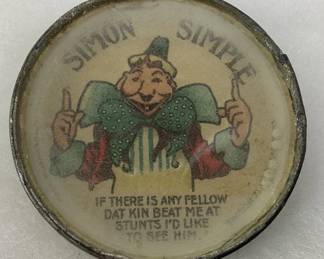 SIMON SIMPLE
IF THERE IS ANY FELLOW
DAT KIN BEAT ME AT
STUNTS I'D LIKE
TO SEE HIM